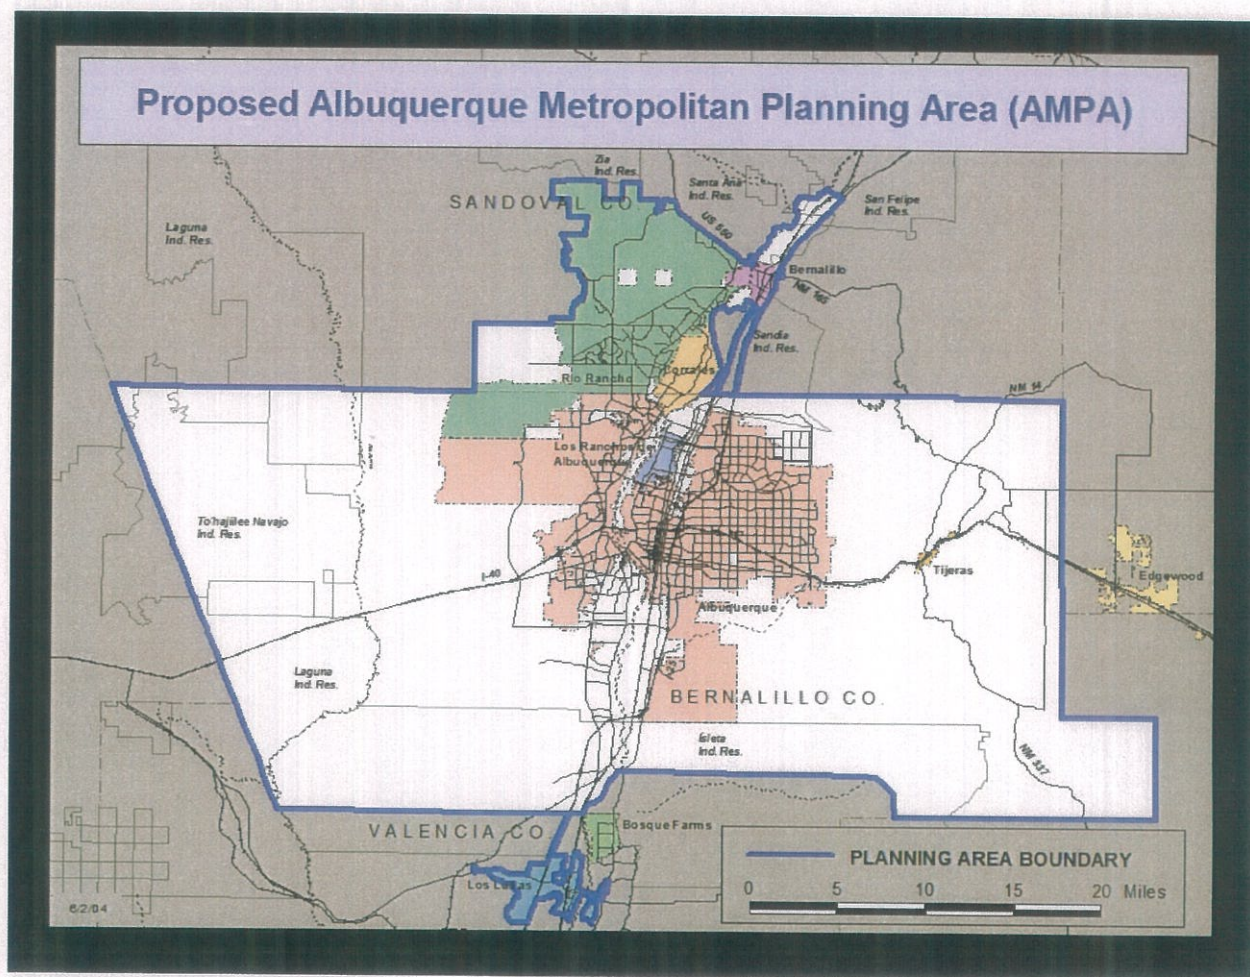 Proposed Albuquerque Metropolitan Planning Area (AMPA)
Zia
Ind. Res.
SANDOVAL CO.
Santa Ana
Ind. Res.
San Felipe
Ind. Res.
US 550
Laguna
Ind. Res.
Bernalillo
NM 165
Sandia
Ind. Res.
Rio Rancho
Corrales
NM 14
Los Ranchos de
Albuquerque
To'hajiilee Navajo
Ind. Res.
I-40
Tijeras
Edgewood
Albuquerque
Laguna
Ind. Res.
BERNALILLO CO.
Isleta
Ind. Res.
NM 337
VALENCIA CO.
Bosque Farms
Los Lunas
6/2/04
PLANNING AREA BOUNDARY
0 5 10 15 20 Miles